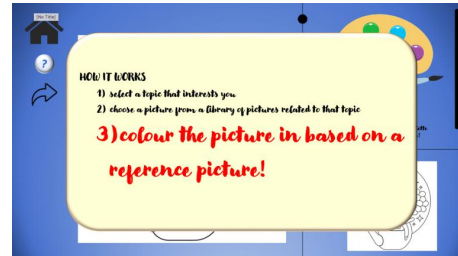 [No Title]
?
HOW IT WORKS
1) select a topic that interests you
2) choose a picture from a library of pictures related to that topic
3) colour the picture in based on a
reference picture!